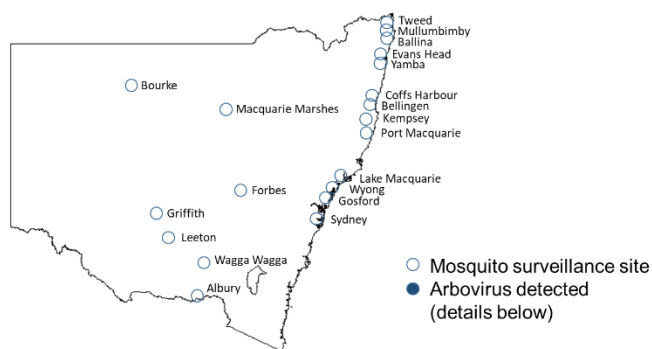 Tweed
Mullumbimby
Ballina
Evans Head
Yamba
Bourke
Coffs Harbour
Macquarie Marshes
Bellingen
Kempsey
Port Macquarie
Lake Macquarie
Forbes
Wyong
Gosford
Griffith
Sydney
Leeton
Wagga Wagga
Albury
Mosquito surveillance site
Arbovirus detected
(details below)